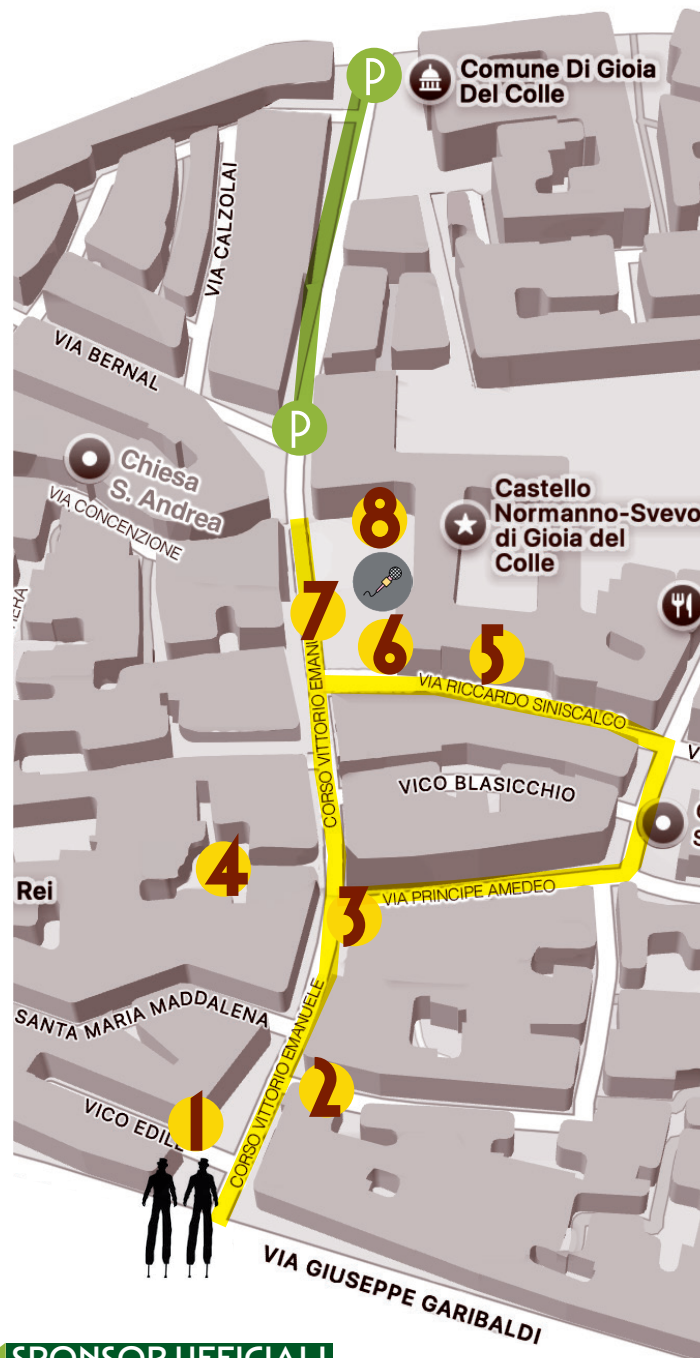 P
Comune Di Gioia
Del Colle
VIA CALZOLAI
VIA BERNAL
P
Chiesa
S. Andrea
VIA CONCENZIONE
Castello
Normanno-Svevo
di Gioia del
Colle
8
7
6
5
CORSO VITTORIO EMANU
VIA RICCARDO SINISCALCO
V
VICO BLASICCHIO
C
S
4
Rei
VIA PRINCIPE AMEDEO
3
SANTA MARIA MADDALENA
CORSO VITTORIO EMANUELE
2
1
VICO EDIL
VIA GIUSEPPE GARIBALDI
SPONSOR UFFICIALI